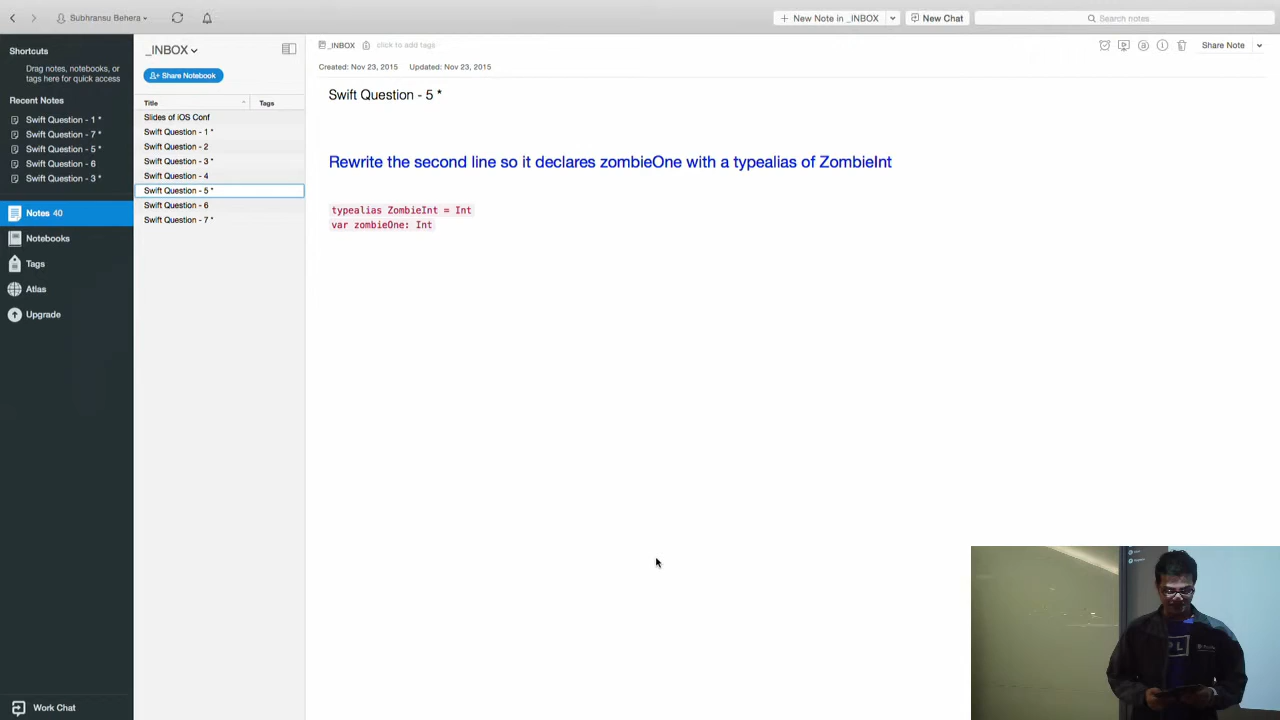 Subhransu Behera
New Note in _INBOX
New Chat
Search notes
Shortcuts
Drag notes, notebooks, or
tags here for quick access
Recent Notes
Swift Question - 1 *
Swift Question - 7 *
Swift Question - 5 *
Swift Question - 6
Swift Question - 3 *
Notes 40
Notebooks
Tags
Atlas
Upgrade
Work Chat
_INBOX
Share Notebook
Title Tags
Slides of iOS Conf
Swift Question - 1 *
Swift Question - 2
Swift Question - 3 *
Swift Question - 4
Swift Question - 5 *
Swift Question - 6
Swift Question - 7 *
_INBOX click to add tags
Share Note
Created: Nov 23, 2015 Updated: Nov 23, 2015
Swift Question - 5 *
Rewrite the second line so it declares zombieOne with a typealias of ZombieInt
typealias ZombieInt = Int
var zombieOne: Int